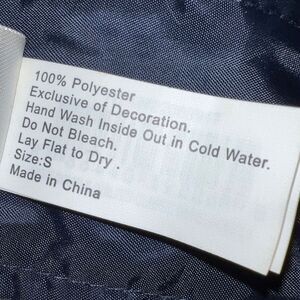 100% Polyester
Exclusive of Decoration.
Hand Wash Inside Out in Cold Water.
Do Not Bleach.
Lay Flat to Dry .
Size:S
Made in China